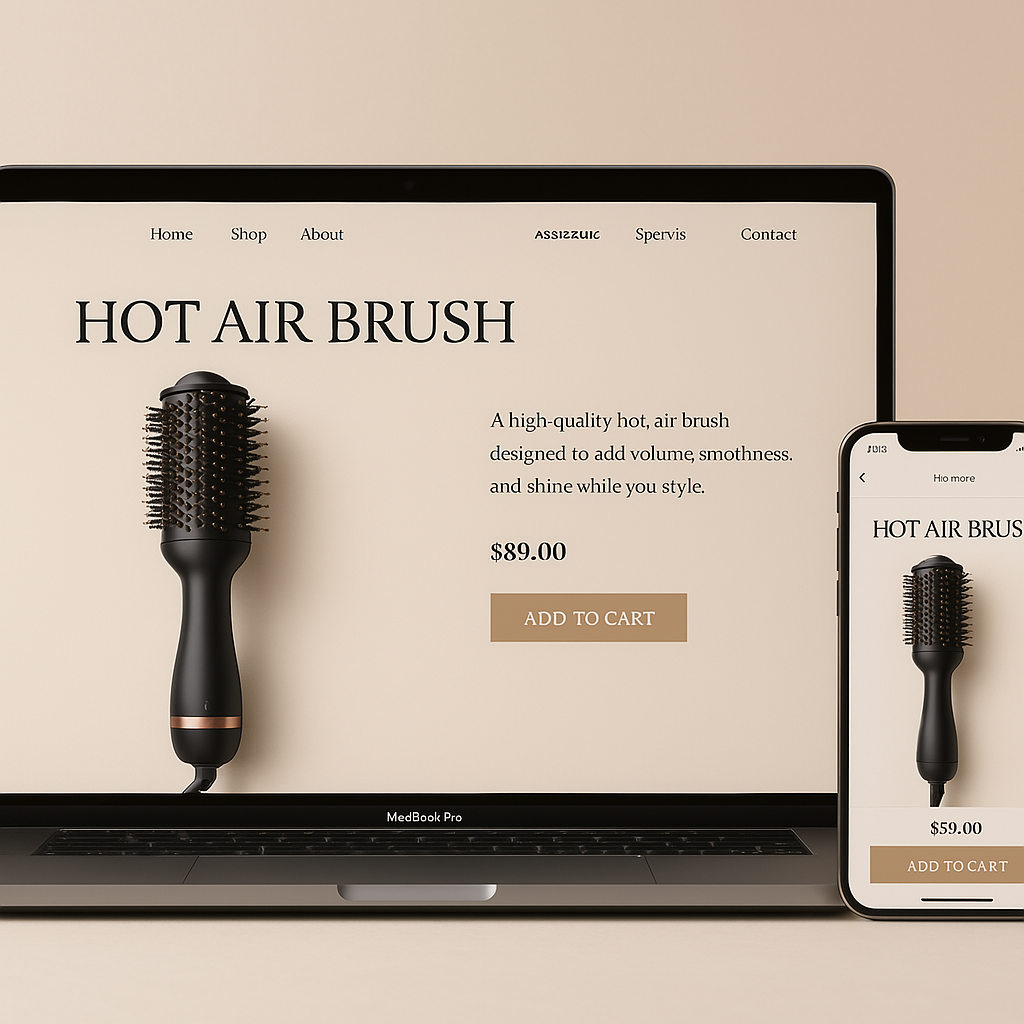 Home Shop About ASSIZZUIC Spervis Contact
HOT AIR BRUSH
A high-quality hot, air brush
designed to add volume, smothness.
and shine while you style.
$89.00
ADD TO CART
MedBook Pro
Hio more
HOT AIR BRUS
$59.00
ADD TO CART